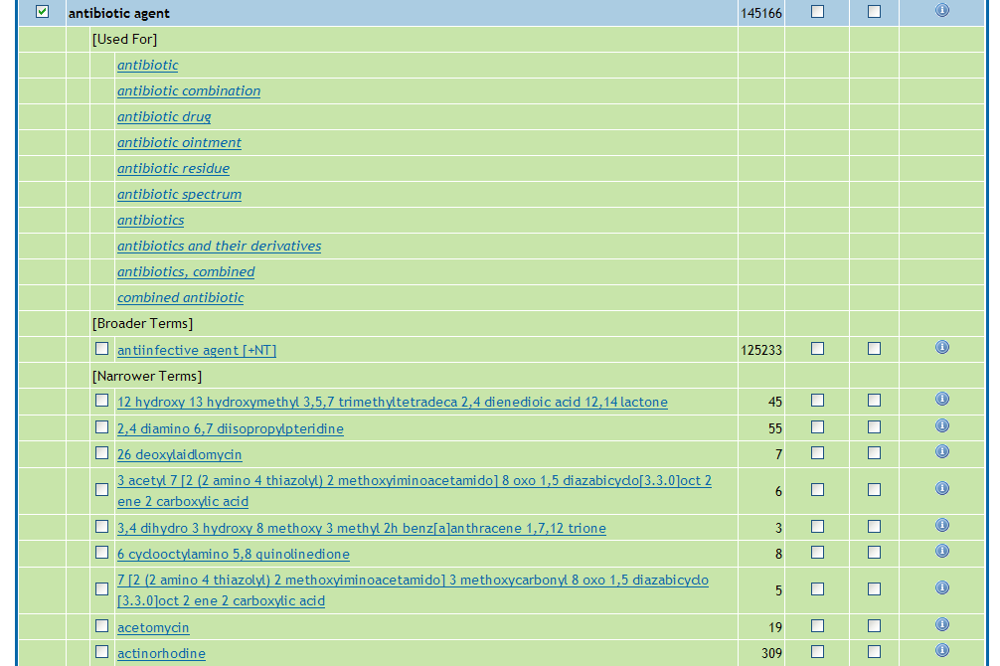 antibiotic agent 145166
[Used For]
antibiotic
antibiotic combination
antibiotic drug
antibiotic ointment
antibiotic residue
antibiotic spectrum
antibiotics
antibiotics and their derivatives
antibiotics, combined
combined antibiotic
[Broader Terms]
antiinfective agent [+NT] 125233
[Narrower Terms]
12 hydroxy 13 hydroxymethyl 3,5,7 trimethyltetradeca 2,4 dienedioic acid 12,14 lactone 45
2,4 diamino 6,7 diisopropylpteridine 55
26 deoxylaidlomycin 7
3 acetyl 7 [2 (2 amino 4 thiazolyl) 2 methoxyiminoacetamido] 8 oxo 1,5 diazabicyclo[3.3.0]oct 2
ene 2 carboxylic acid 6
3,4 dihydro 3 hydroxy 8 methoxy 3 methyl 2h benz[a]anthracene 1,7,12 trione 3
6 cyclooctylamino 5,8 quinolinedione 8
7 [2 (2 amino 4 thiazolyl) 2 methoxyiminoacetamido] 3 methoxycarbonyl 8 oxo 1,5 diazabicyclo
[3.3.0]oct 2 ene 2 carboxylic acid 5
acetomycin 19
actinorhodine 309